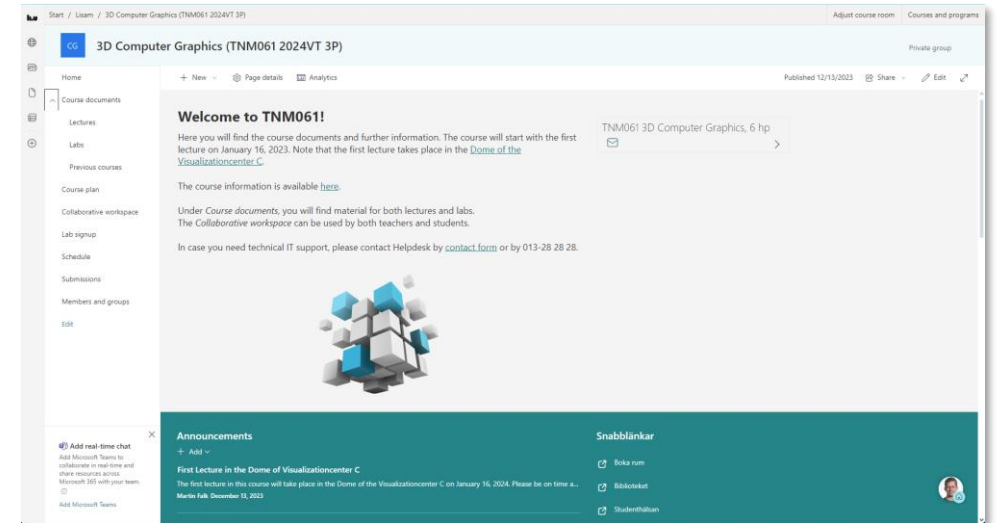 Start / Lisam / 3D Computer Graphics (TNM061 2024VT 3P)
Adjust course room
Courses and programs
CG
3D Computer Graphics (TNM061 2024VT 3P)
Private group
Home
Course documents
Lectures
Labs
Previous courses
Course plan
Collaborative workspace
Lab signup
Schedule
Submissions
Members and groups
Edit
+ New
Page details
Analytics
Published 12/13/2023
Share
Edit
Welcome to TNM061!
Here you will find the course documents and further information. The course will start with the first
lecture on January 16, 2023. Note that the first lecture takes place in the Dome of the
Visualizationcenter C.
The course information is available here.
Under Course documents, you will find material for both lectures and labs.
The Collaborative workspace can be used by both teachers and students.
In case you need technical IT support, please contact Helpdesk by contact form or by 013-28 28 28.
TNM061 3D Computer Graphics, 6 hp
Add real-time chat
Add Microsoft Teams to
collaborate in real-time and
share resources across
Microsoft 365 with your team.
Add Microsoft Teams
Announcements
+ Add
First Lecture in the Dome of Visualizationcenter C
The first lecture in this course will take place in the Dome of the Visualizationcenter C on January 16, 2024. Please be on time a...
Martin Falk December 13, 2023
Snabblänkar
Boka rum
Biblioteket
Studenthälsan